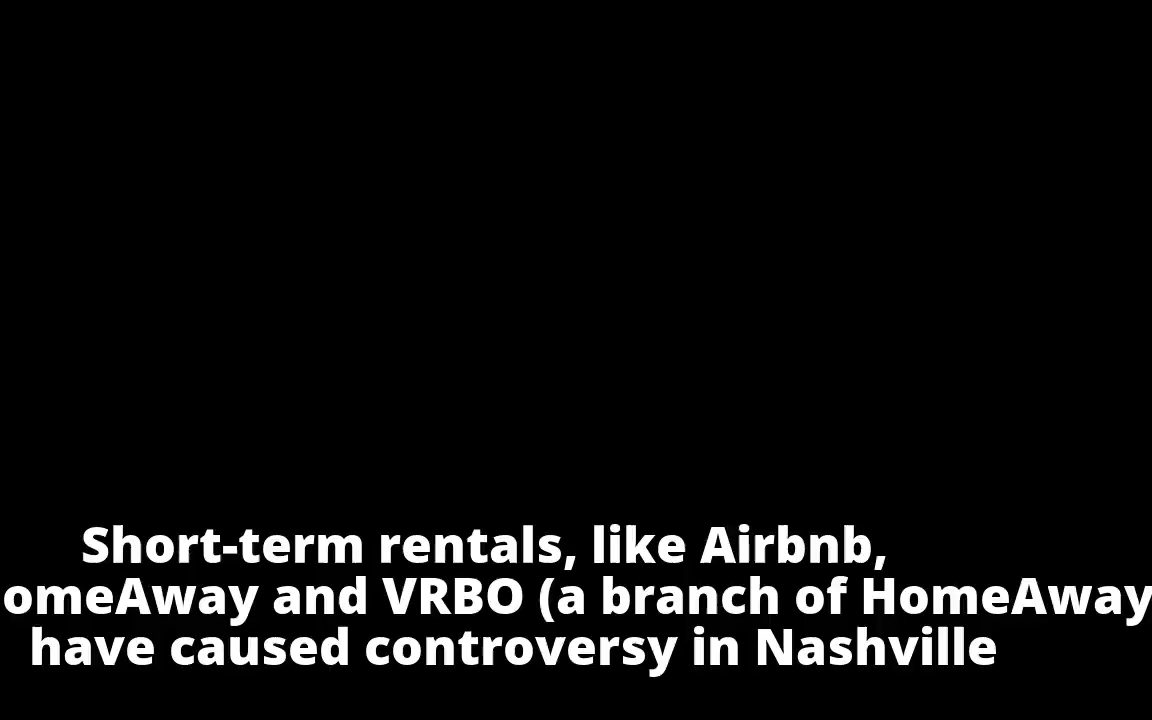 Short-term rentals, like Airbnb,
omeAway and VRBO (a branch of HomeAway
have caused controversy in Nashville